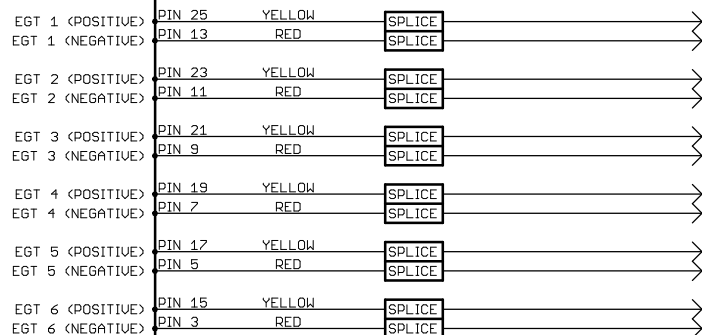 EGT 1 (POSITIVE) PIN 25 YELLOW SPLICE
EGT 1 (NEGATIVE) PIN 13 RED SPLICE
EGT 2 (POSITIVE) PIN 23 YELLOW SPLICE
EGT 2 (NEGATIVE) PIN 11 RED SPLICE
EGT 3 (POSITIVE) PIN 21 YELLOW SPLICE
EGT 3 (NEGATIVE) PIN 9 RED SPLICE
EGT 4 (POSITIVE) PIN 19 YELLOW SPLICE
EGT 4 (NEGATIVE) PIN 7 RED SPLICE
EGT 5 (POSITIVE) PIN 17 YELLOW SPLICE
EGT 5 (NEGATIVE) PIN 5 RED SPLICE
EGT 6 (POSITIVE) PIN 15 YELLOW SPLICE
EGT 6 (NEGATIVE) PIN 3 RED SPLICE